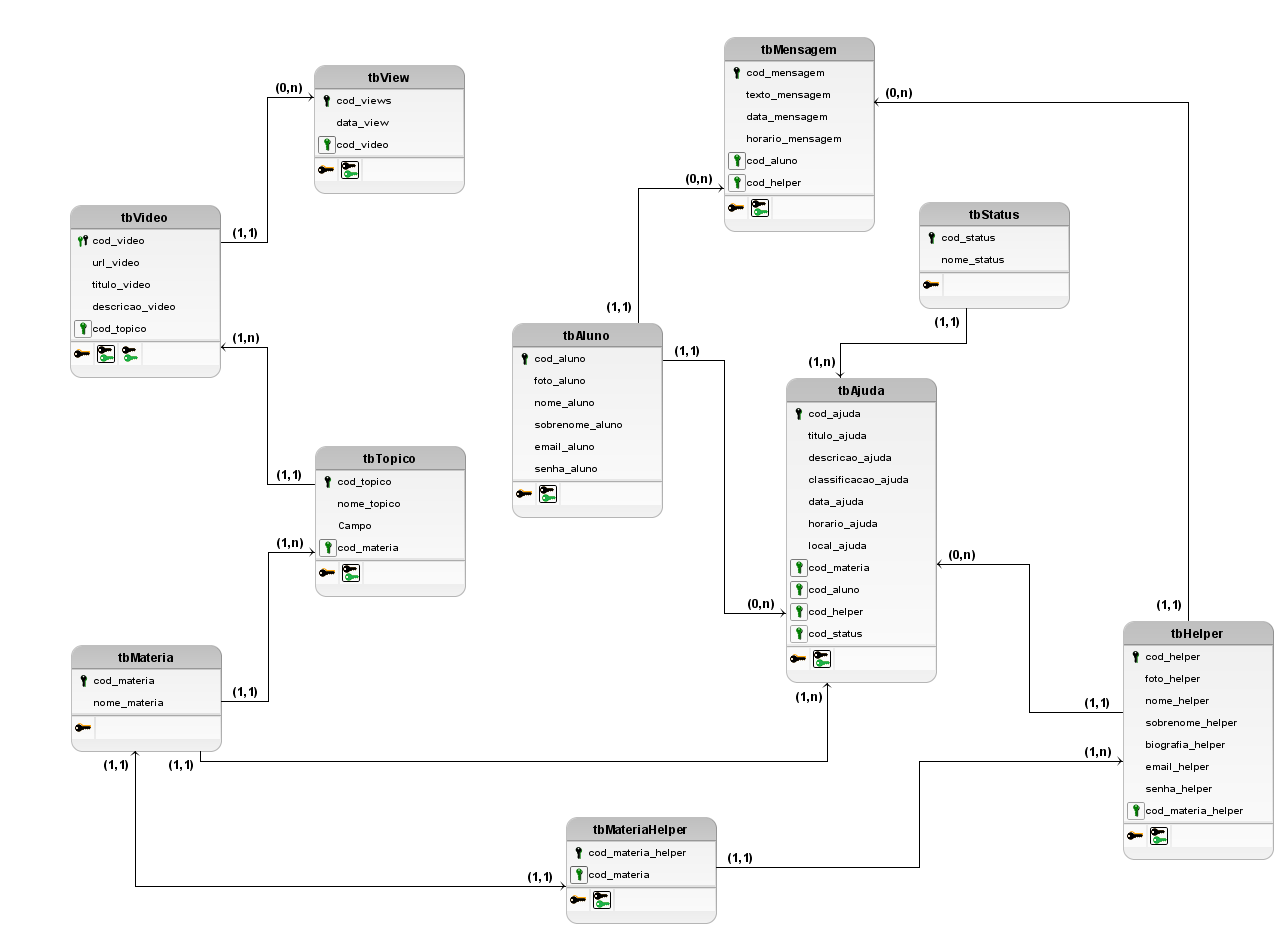 tbView
cod_views
data_view
cod_video
(0,n)
(1,1)
tbVideo
cod_video
url_video
titulo_video
descricao_video
cod_topico
(1,n)
(1,1)
tbTopico
cod_topico
nome_topico
Campo
cod_materia
(1,n)
(1,1)
tbMateria
cod_materia
nome_materia
(1,1)
(1,1)
tbMensagem
cod_mensagem
texto_mensagem
data_mensagem
horario_mensagem
cod_aluno
cod_helper
(0,n)
(0,n)
(1,1)
tbAluno
cod_aluno
foto_aluno
nome_aluno
sobrenome_aluno
email_aluno
senha_aluno
(1,1)
(0,n)
tbStatus
cod_status
nome_status
(1,1)
(1,n)
tbAjuda
cod_ajuda
titulo_ajuda
descricao_ajuda
classificacao_ajuda
data_ajuda
horario_ajuda
local_ajuda
cod_materia
cod_aluno
cod_helper
cod_status
(0,n)
(1,n)
(1,1)
tbHelper
cod_helper
foto_helper
nome_helper
sobrenome_helper
biografia_helper
email_helper
senha_helper
cod_materia_helper
(1,1)
(1,n)
tbMateriaHelper
cod_materia_helper
cod_materia
(1,1)
(1,1)